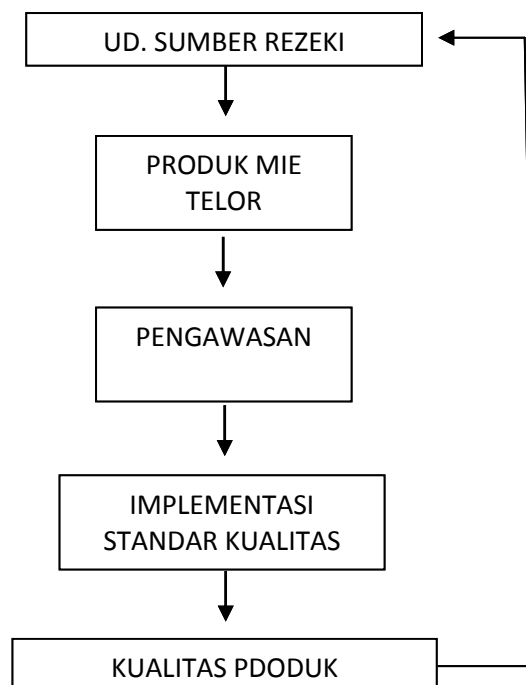 UD. SUMBER REZEKI
PRODUK MIE
TELOR
PENGAWASAN
IMPLEMENTASI
STANDAR KUALITAS
KUALITAS PDODUK